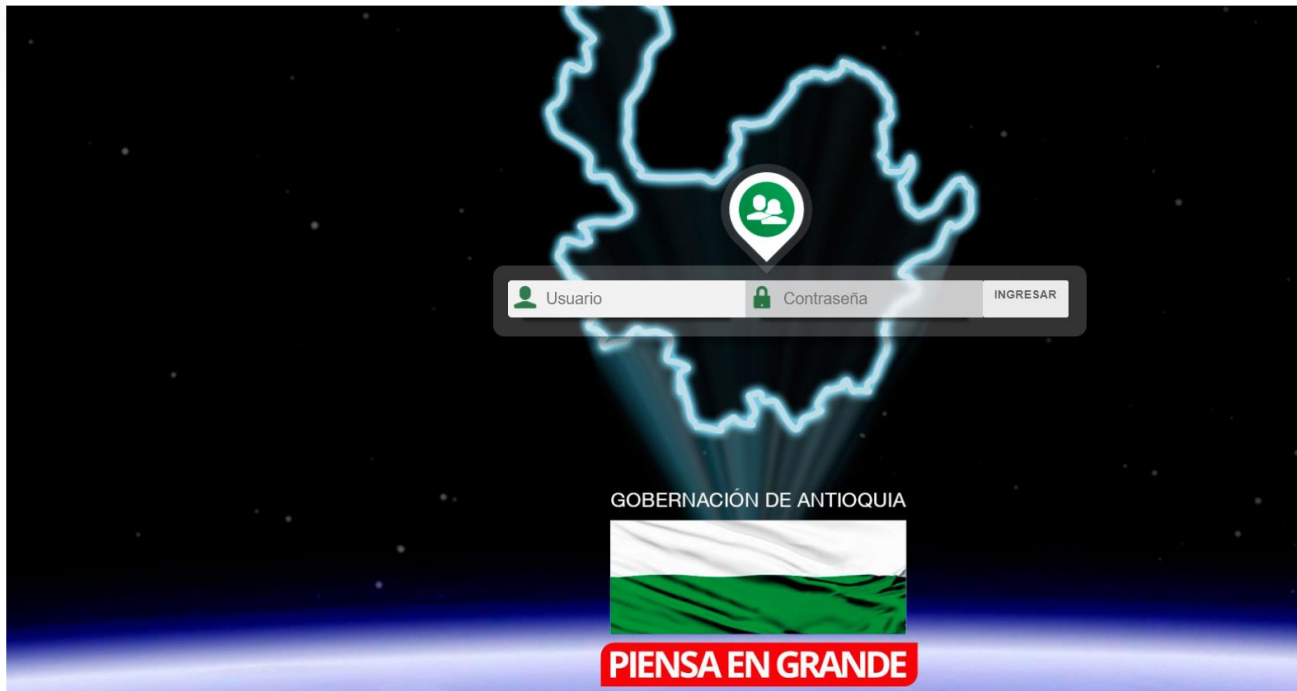 Usuario
Contraseña
INGRESAR
GOBERNACIÓN DE ANTIOQUIA
PIENSA EN GRANDE